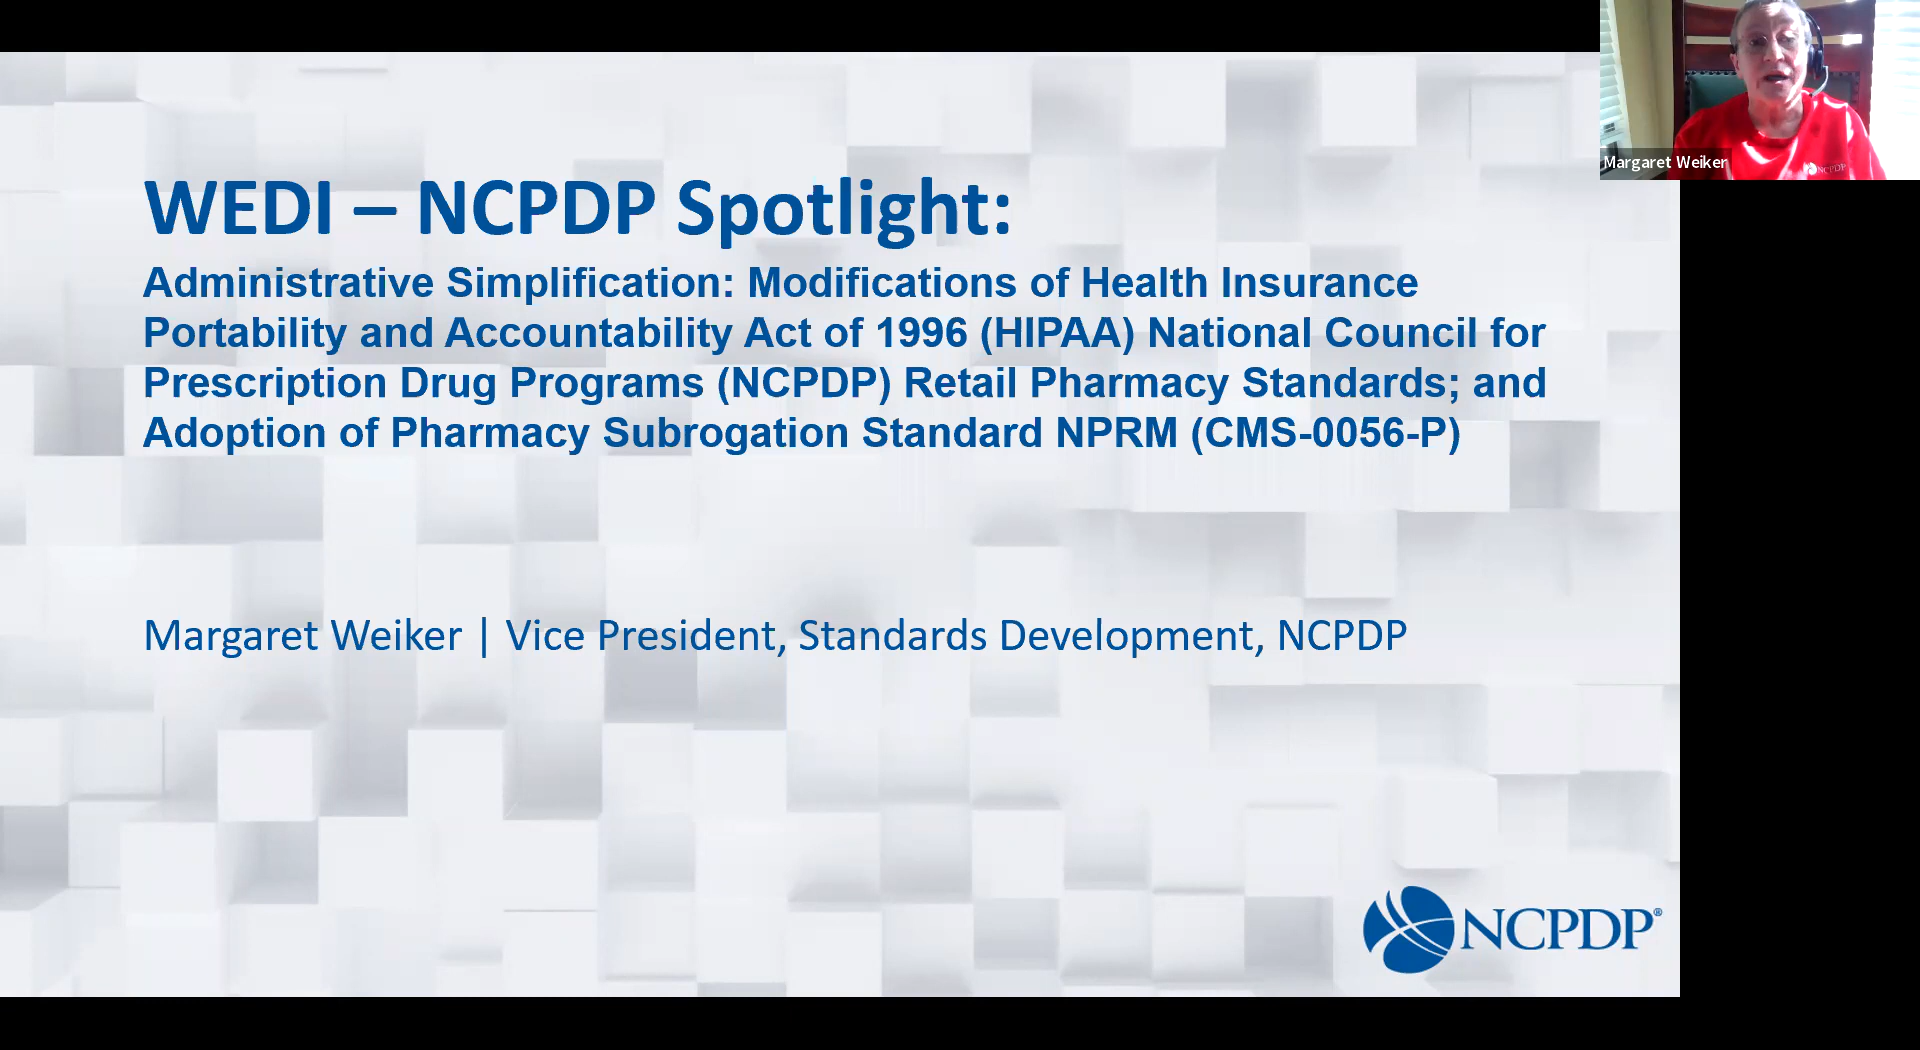 WEDI – NCPDP Spotlight:
Administrative Simplification: Modifications of Health Insurance
Portability and Accountability Act of 1996 (HIPAA) National Council for
Prescription Drug Programs (NCPDP) Retail Pharmacy Standards; and
Adoption of Pharmacy Subrogation Standard NPRM (CMS-0056-P)
Margaret Weiker | Vice President, Standards Development, NCPDP
NCPDP®
Margaret Weiker
NCPDP